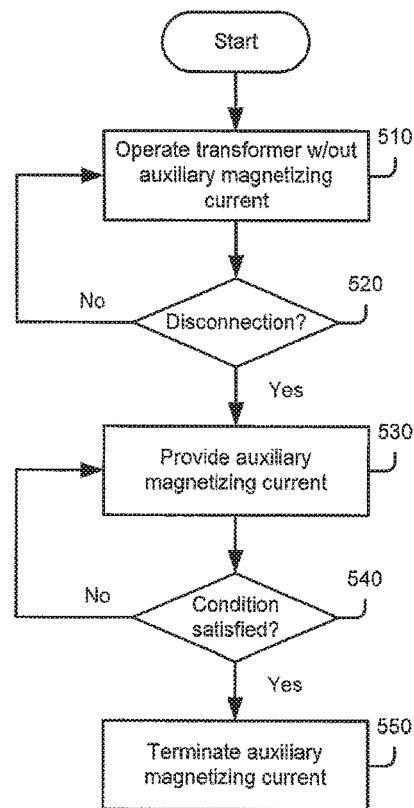 Start
510
Operate transformer w/out
auxiliary magnetizing
current
520
No
Disconnection?
Yes
530
Provide auxiliary
magnetizing current
540
No
Condition
satisfied?
Yes
550
Terminate auxiliary
magnetizing current